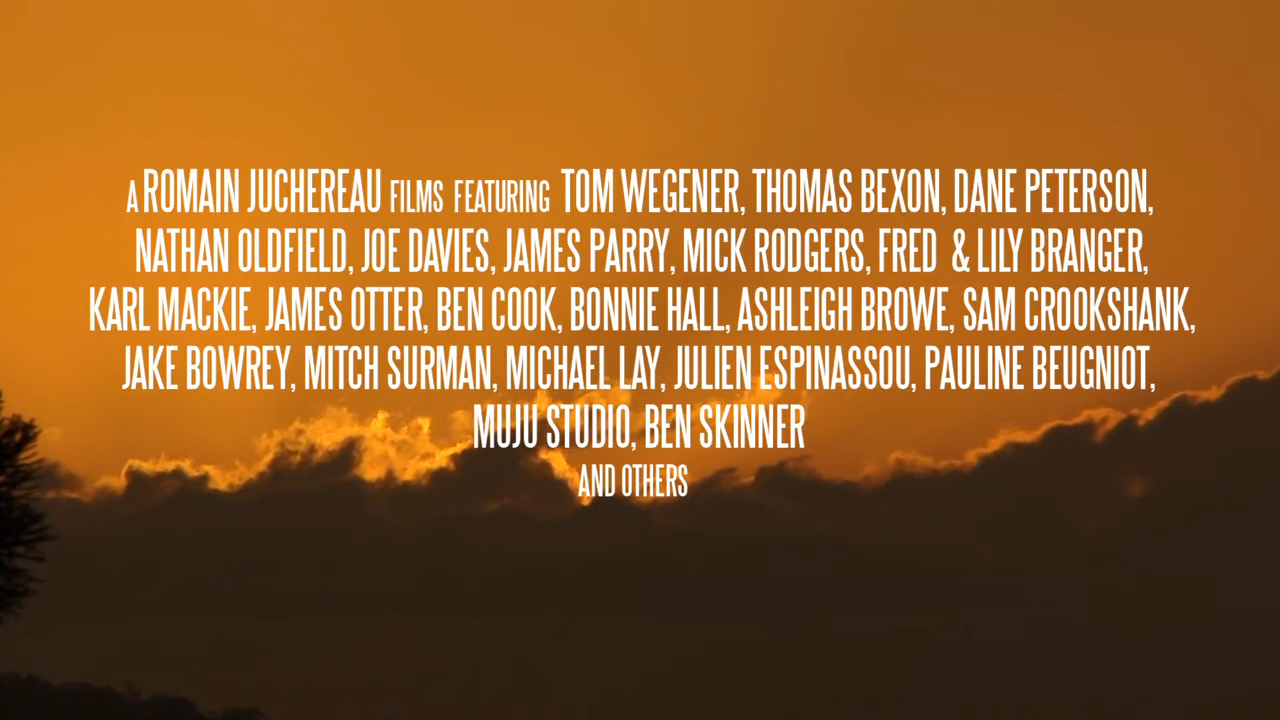 A ROMAIN JUCHEREAU FILMS FEATURING TOM WEGENER, THOMAS BEXON, DANE PETERSON,
NATHAN OLDFIELD, JOE DAVIES, JAMES PARRY, MICK RODGERS, FRED & LILY BRANGER,
KARL MACKIE, JAMES OTTER, BEN COOK, BONNIE HALL, ASHLEIGH BROWE, SAM CROOKSHANK,
JAKE BOWREY, MITCH SURMAN, MICHAEL LAY, JULIEN ESPINASSOU, PAULINE BEUGNIOT,
MUJU STUDIO, BEN SKINNER
AND OTHERS